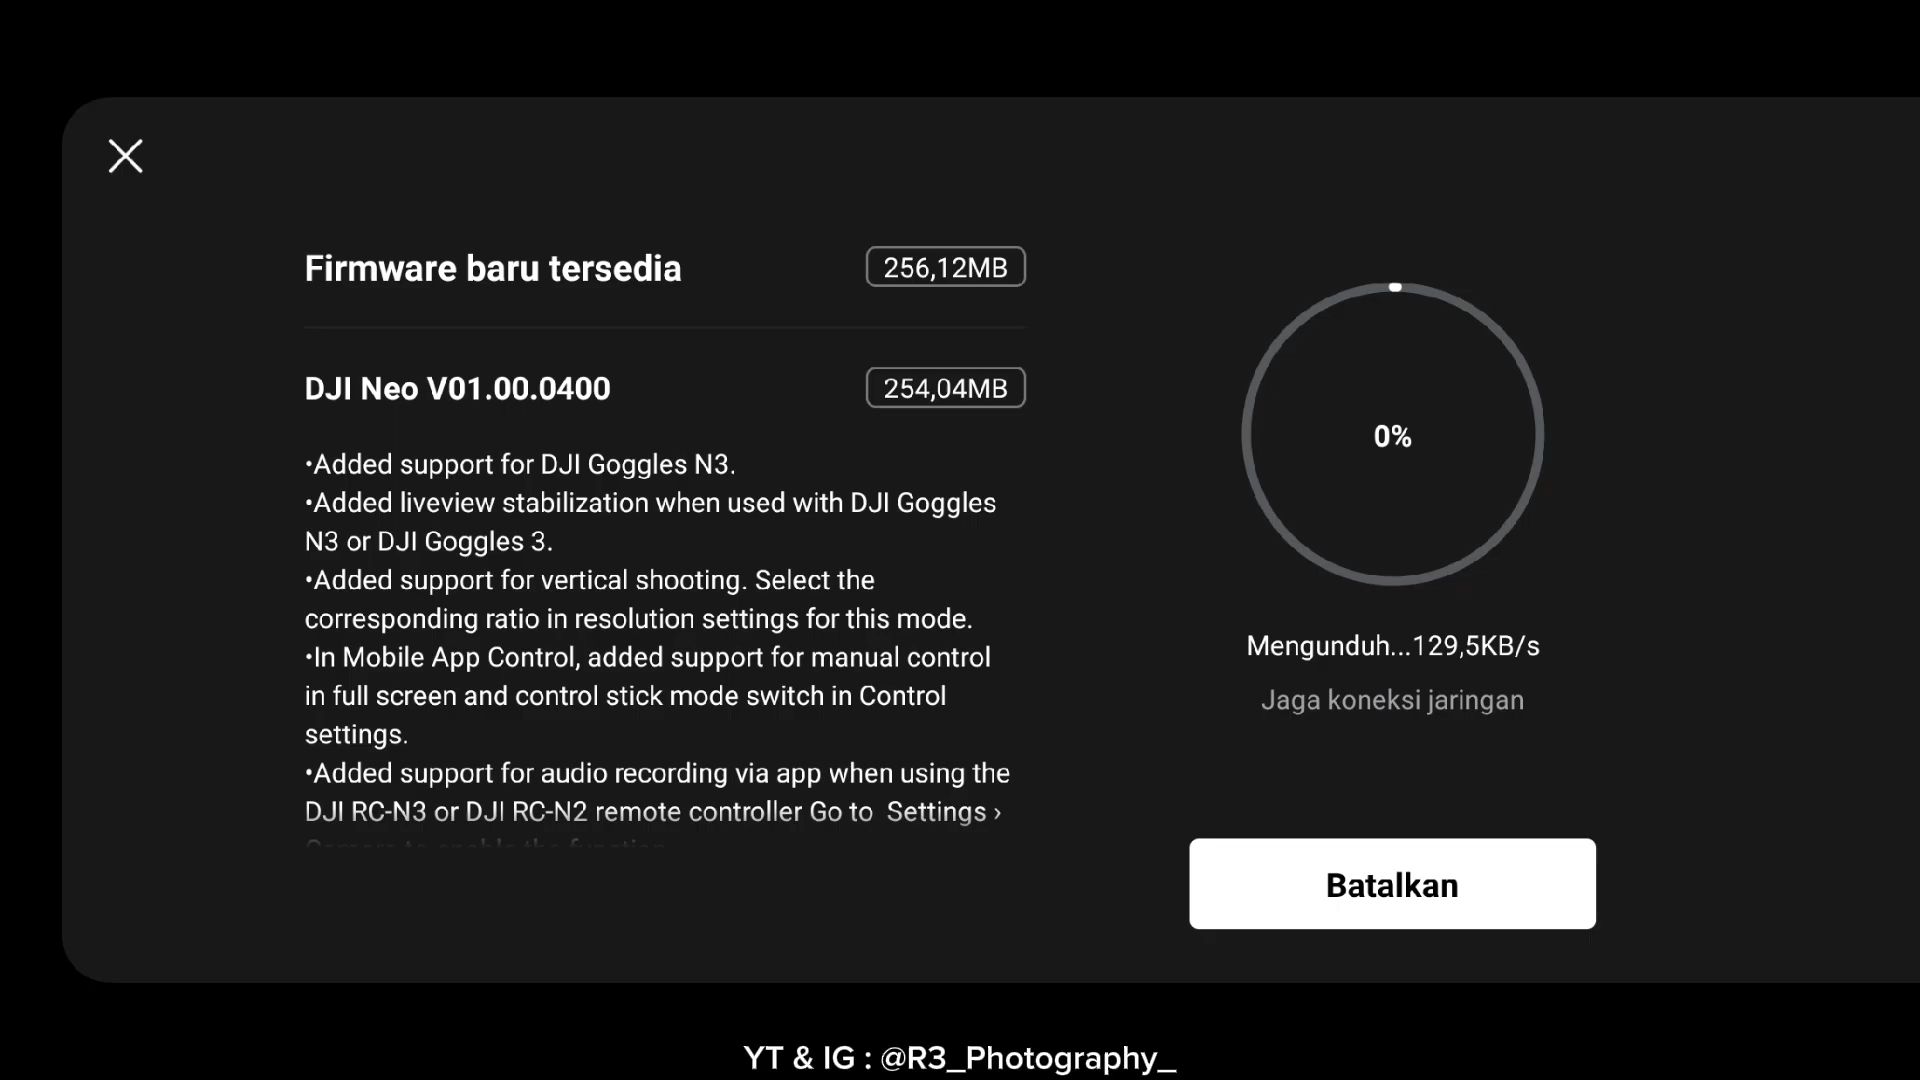 Firmware baru tersedia
256,12MB
DJI Neo V01.00.0400
254,04MB
•Added support for DJI Goggles N3.
•Added liveview stabilization when used with DJI Goggles
N3 or DJI Goggles 3.
•Added support for vertical shooting. Select the
corresponding ratio in resolution settings for this mode.
•In Mobile App Control, added support for manual control
in full screen and control stick mode switch in Control
settings.
•Added support for audio recording via app when using the
DJI RC-N3 or DJI RC-N2 remote controller Go to  Settings ›
0%
Mengunduh...129,5KB/s
Jaga koneksi jaringan
Batalkan
YT & IG : @R3_Photography_